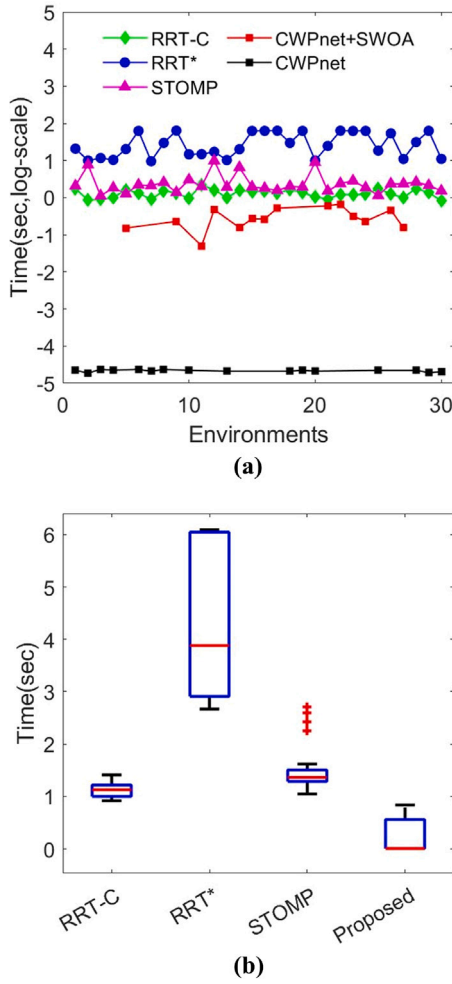 5
4
3
2
1
0
-1
-2
-3
-4
-5
Time(sec,log-scale)
RRT-C
RRT*
STOMP
CWPnet+SWOA
CWPnet
0 10 20 30
Environments
(a)
6
5
4
3
2
1
0
Time(sec)
RRT-C RRT* STOMP Proposed
(b)